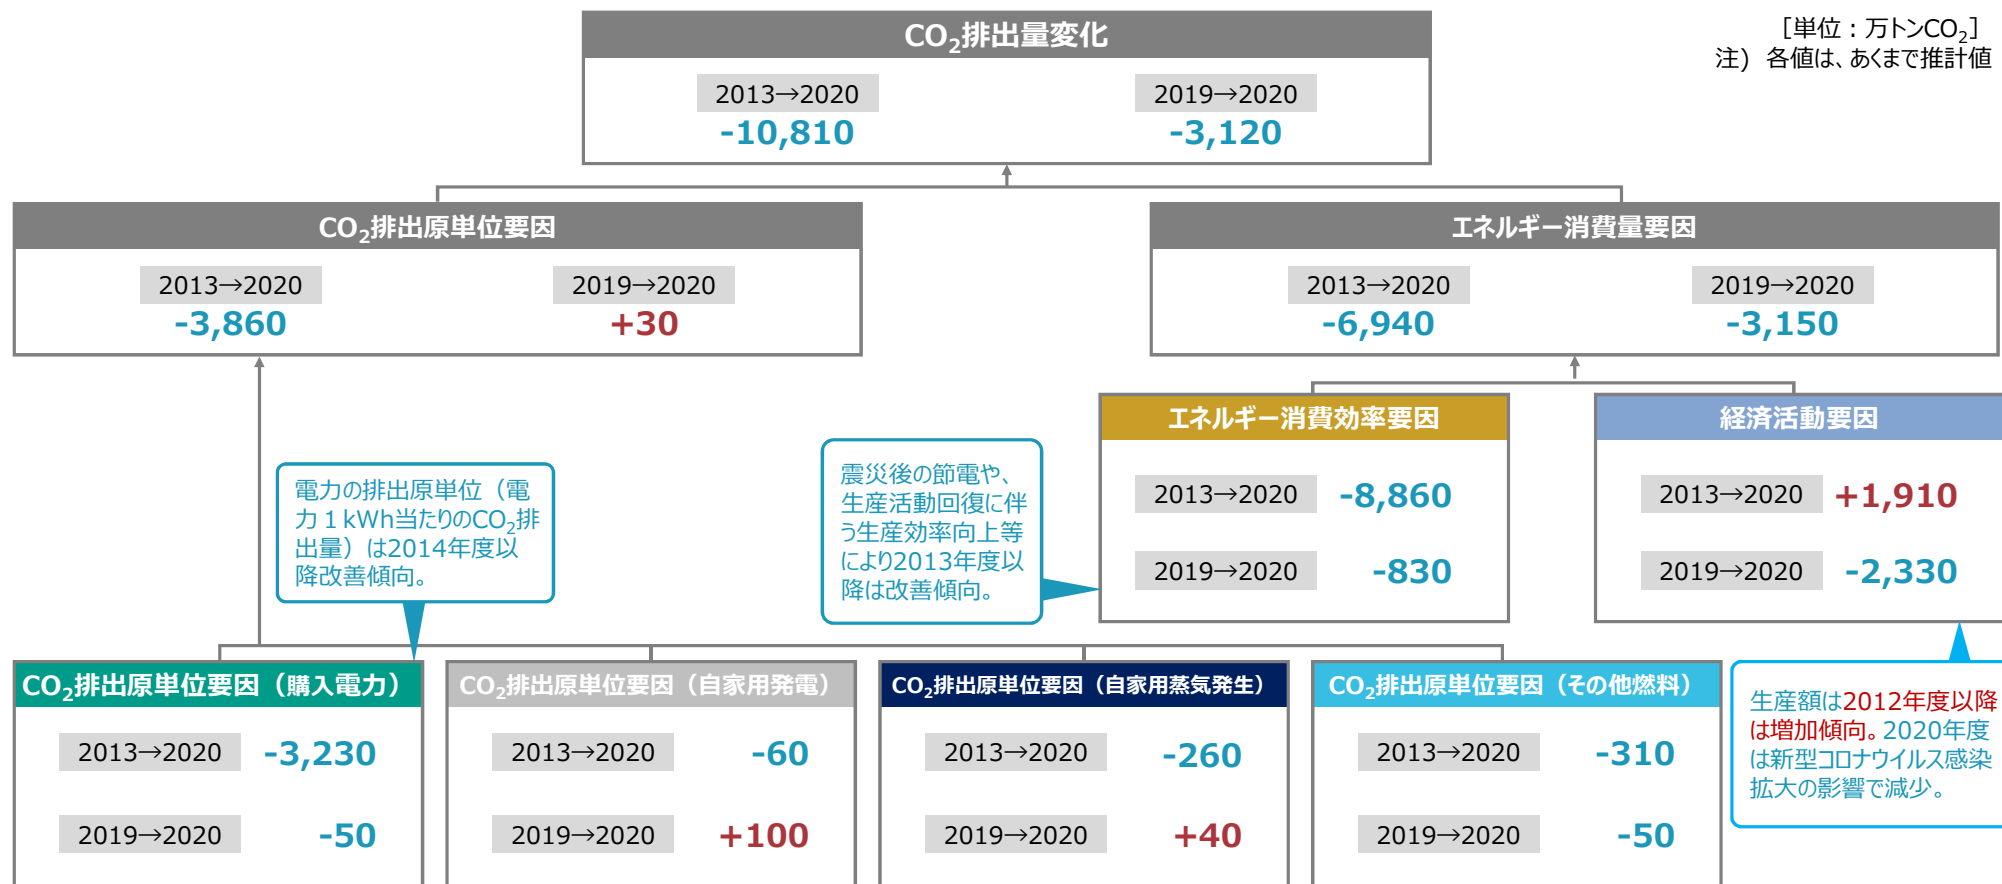 CO₂排出量変化
[単位：万トンCO₂]
注）各値は、あくまで推計値
2013→2020
2019→2020
-10,810
-3,120
CO₂排出原単位要因
2013→2020
2019→2020
-3,860
+30
エネルギー消費量要因
2013→2020
2019→2020
-6,940
-3,150
エネルギー消費効率要因
2013→2020 -8,860
2019→2020 -830
経済活動要因
2013→2020 +1,910
2019→2020 -2,330
電力の排出原単位（電
力１kWh当たりのCO₂排
出量）は2014年度以
降改善傾向。
震災後の節電や、
生産活動回復に伴
う生産効率向上等
により2013年度以
降は改善傾向。
CO₂排出原単位要因（購入電力）
2013→2020 -3,230
2019→2020 -50
CO₂排出原単位要因（自家用発電）
2013→2020 -60
2019→2020 +100
CO₂排出原単位要因（自家用蒸気発生）
2013→2020 -260
2019→2020 +40
CO₂排出原単位要因（その他燃料）
2013→2020 -310
2019→2020 -50
生産額は2012年度以降
は増加傾向。2020年度
は新型コロナウイルス感染
拡大の影響で減少。